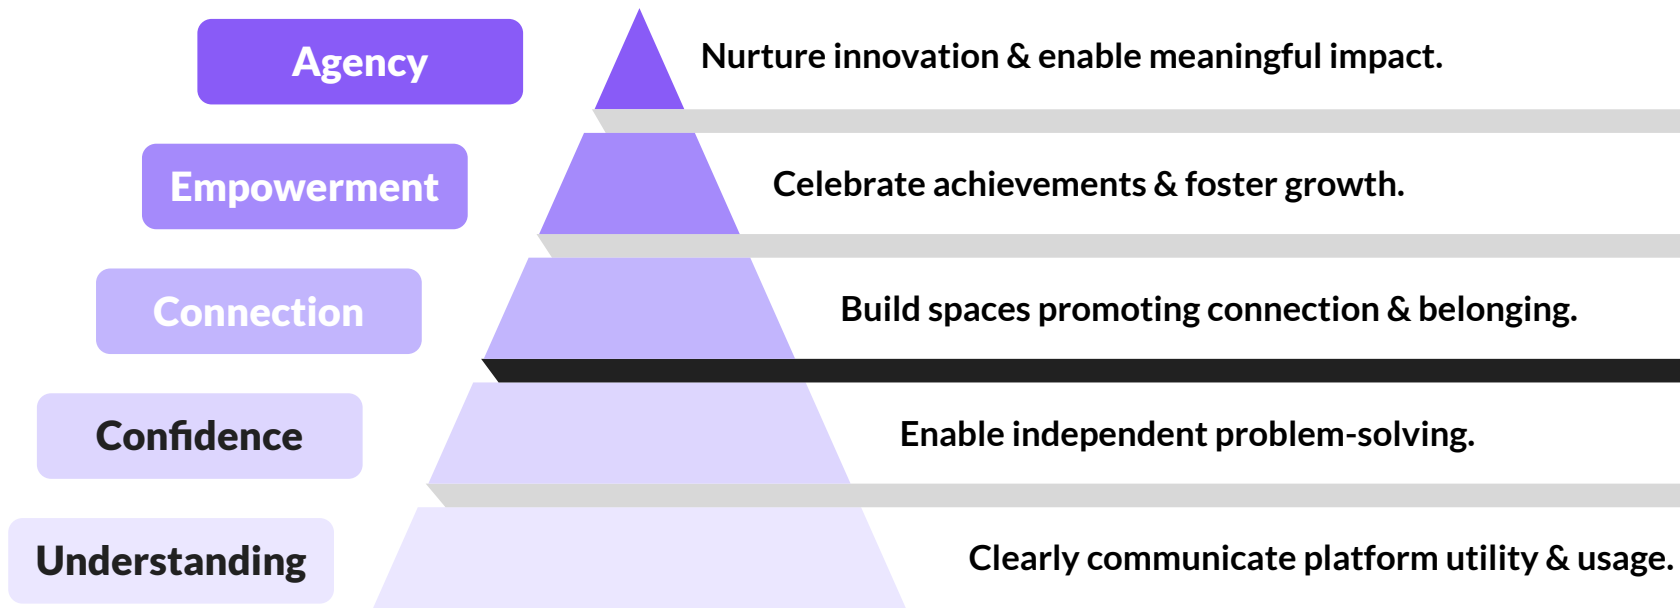 Agency
Nurture innovation & enable meaningful impact.
Empowerment
Celebrate achievements & foster growth.
Connection
Build spaces promoting connection & belonging.
Confidence
Enable independent problem-solving.
Understanding
Clearly communicate platform utility & usage.